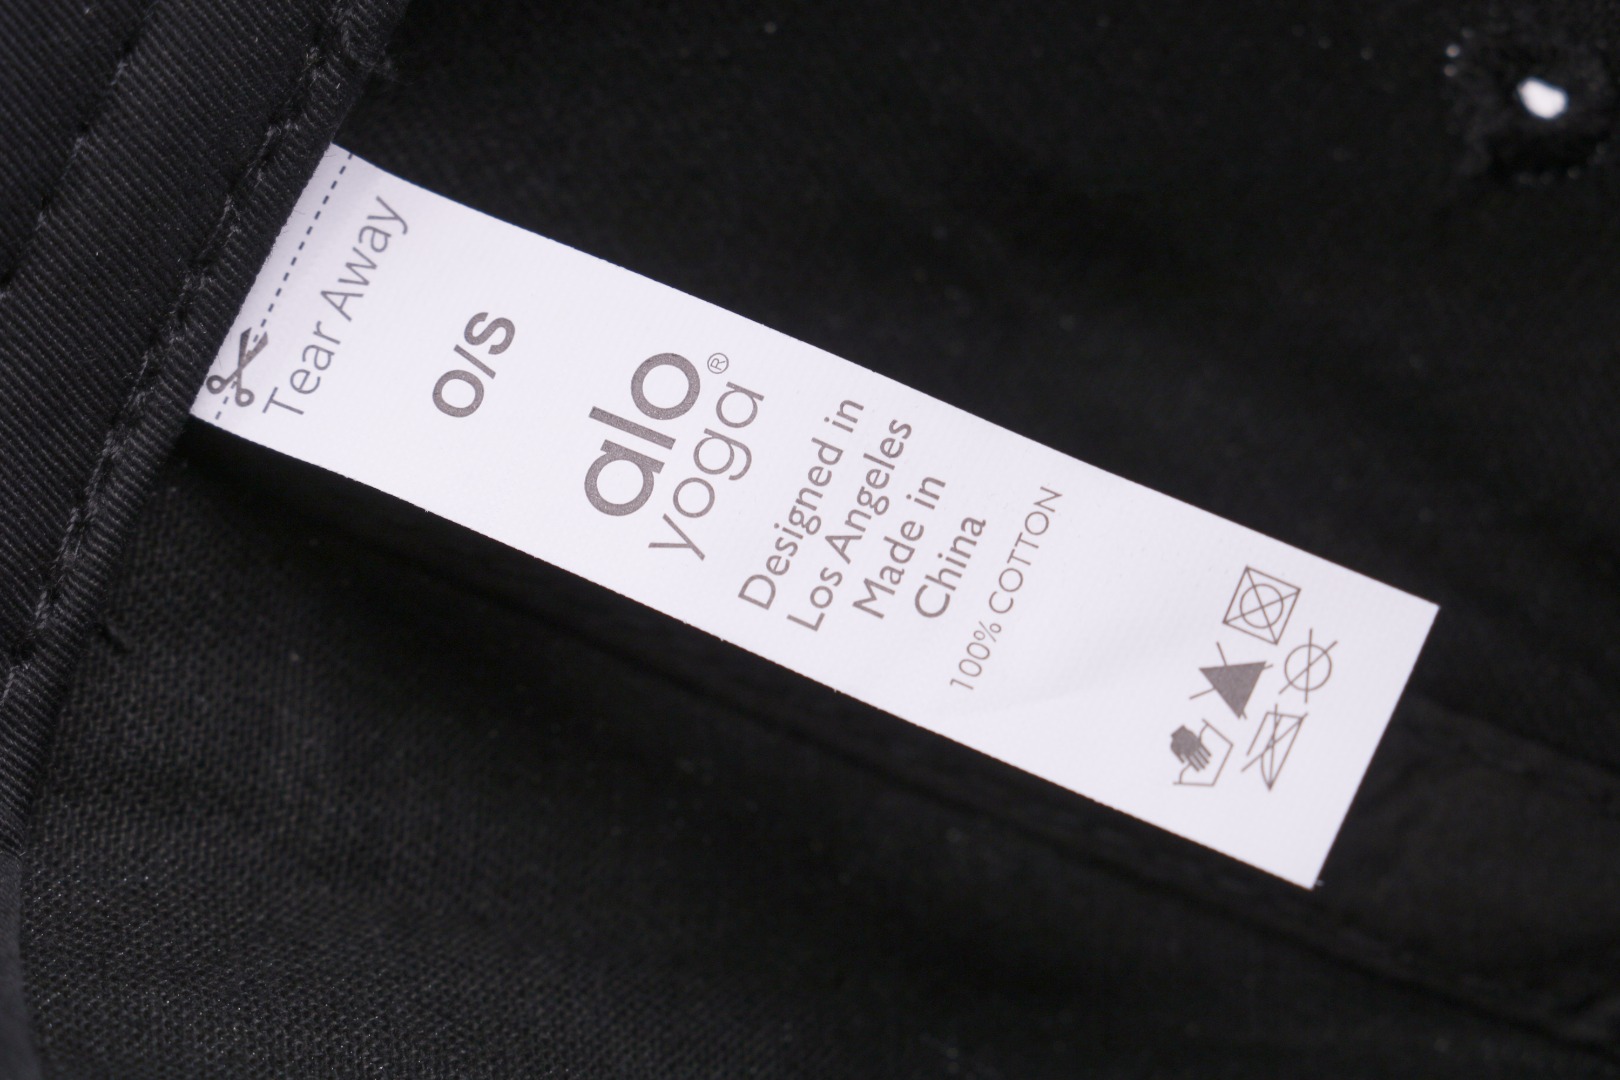 Tear Away
O/S
alo
yoga®
Designed in
Los Angeles
Made in
China
100% COTTON